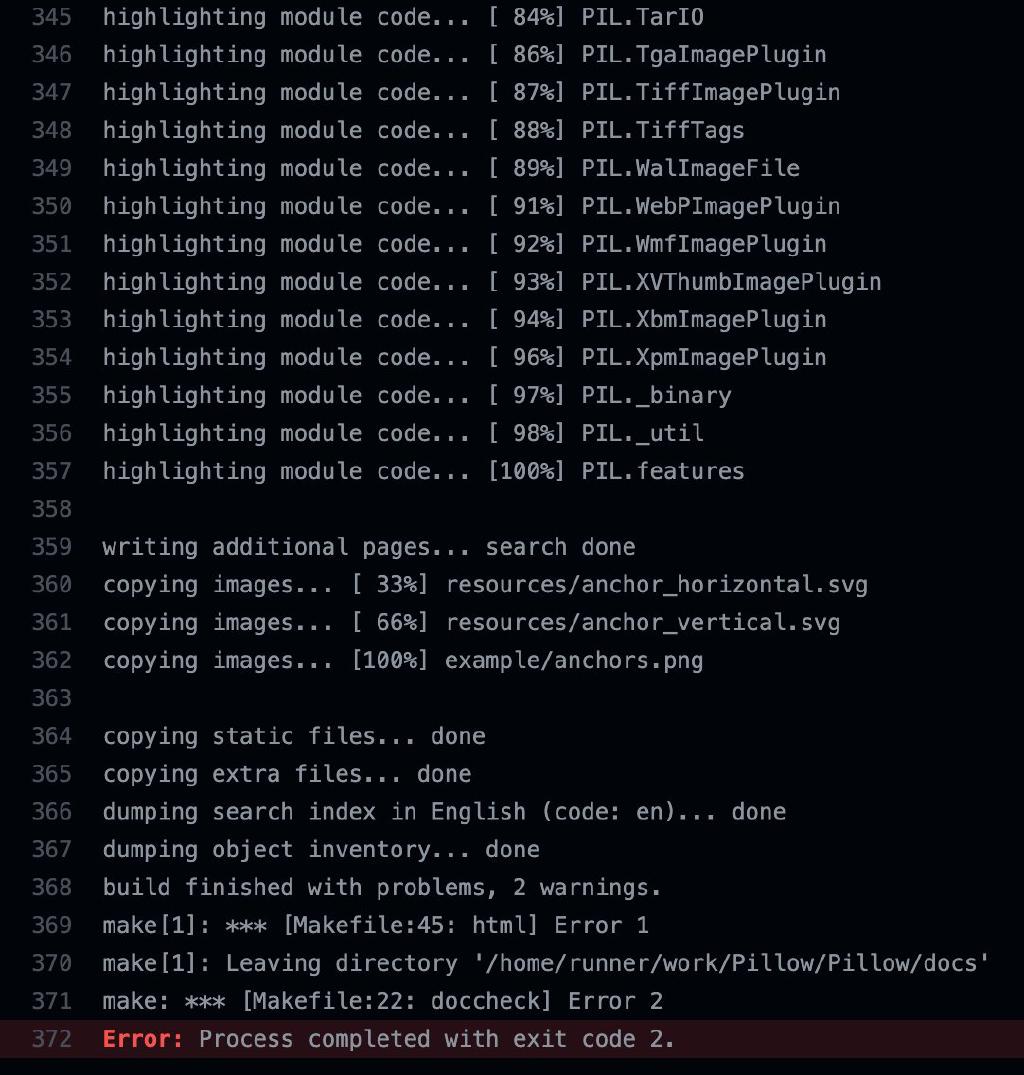 345 highlighting module code... [ 84%] PIL.TarIO
346 highlighting module code... [ 86%] PIL.TgaImagePlugin
347 highlighting module code... [ 87%] PIL.TiffImagePlugin
348 highlighting module code... [ 88%] PIL.TiffTags
349 highlighting module code... [ 89%] PIL.WalImageFile
350 highlighting module code... [ 91%] PIL.WebPImagePlugin
351 highlighting module code... [ 92%] PIL.WmfImagePlugin
352 highlighting module code... [ 93%] PIL.XVThumbImagePlugin
353 highlighting module code... [ 94%] PIL.XbmImagePlugin
354 highlighting module code... [ 96%] PIL.XpmImagePlugin
355 highlighting module code... [ 97%] PIL._binary
356 highlighting module code... [ 98%] PIL._util
357 highlighting module code... [100%] PIL.features
358
359 writing additional pages... search done
360 copying images... [ 33%] resources/anchor_horizontal.svg
361 copying images... [ 66%] resources/anchor_vertical.svg
362 copying images... [100%] example/anchors.png
363
364 copying static files... done
365 copying extra files... done
366 dumping search index in English (code: en)... done
367 dumping object inventory... done
368 build finished with problems, 2 warnings.
369 make[1]: *** [Makefile:45: html] Error 1
370 make[1]: Leaving directory '/home/runner/work/Pillow/Pillow/docs'
371 make: *** [Makefile:22: doccheck] Error 2
372 Error: Process completed with exit code 2.